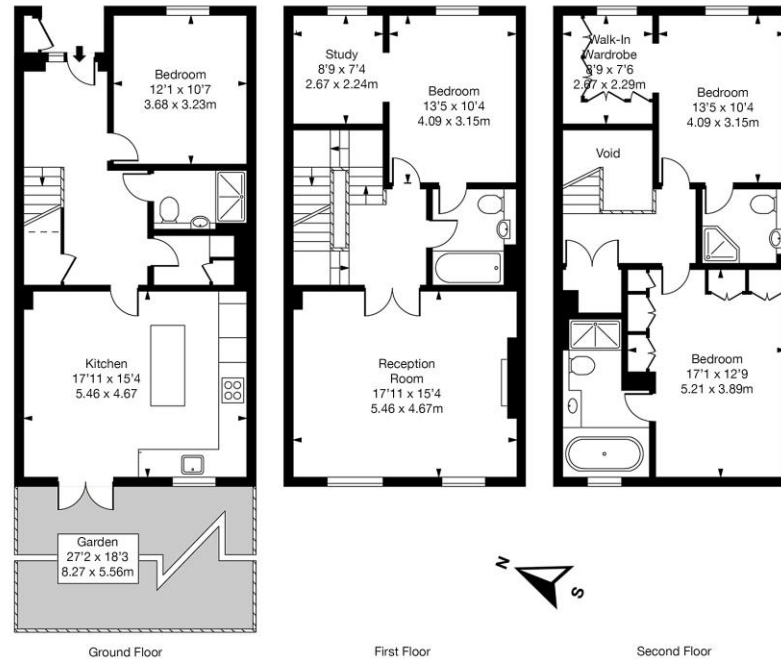 Bedroom
12'1 x 10'7
3.68 x 3.23m
Kitchen
17'11 x 15'4
5.46 x 4.67
Garden
27'2 x 18'3
8.27 x 5.56m
Ground Floor
Study
8'9 x 7'4
2.67 x 2.24m
Bedroom
13'5 x 10'4
4.09 x 3.15m
Reception
Room
17'11 x 15'4
5.46 x 4.67m
First Floor
Walk-In
Wardrobe
8'9 x 7'6
2.67 x 2.29m
Bedroom
13'5 x 10'4
4.09 x 3.15m
Void
Bedroom
17'1 x 12'9
5.21 x 3.89m
N
S
Second Floor